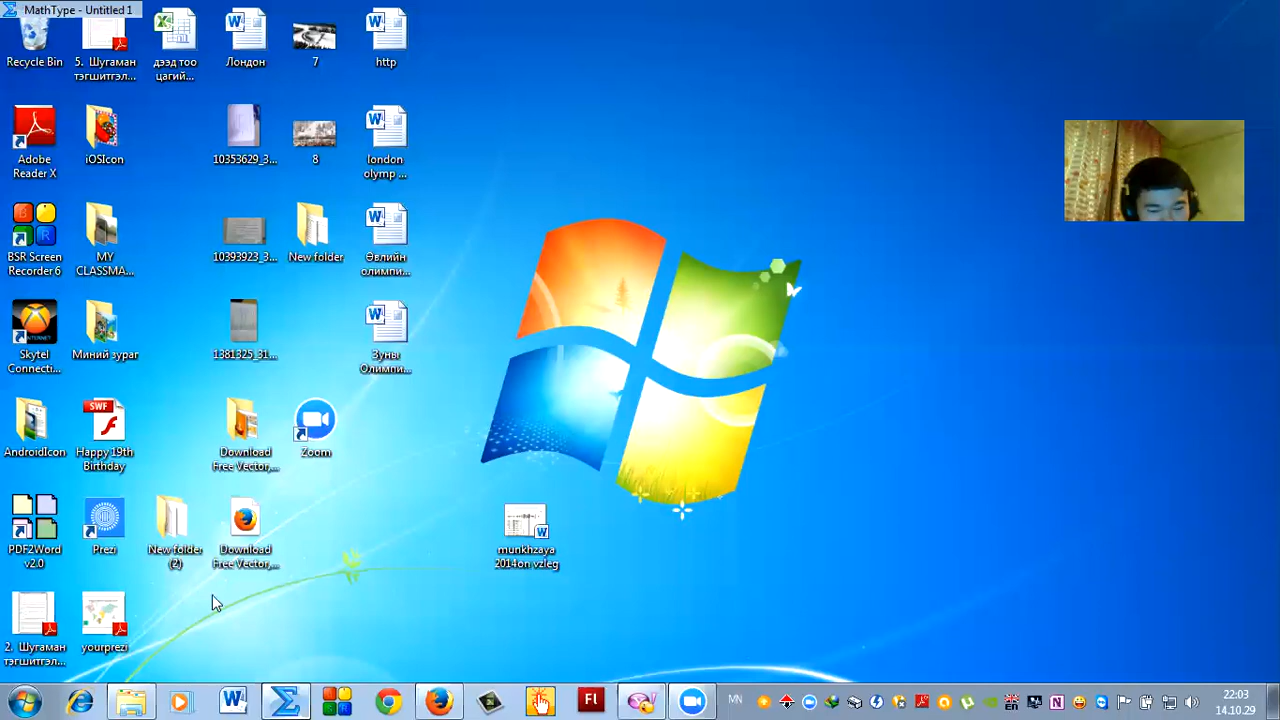 MathType - Untitled 1
Recycle Bin
5. Шугаман
тэгшитгэл...
дээд тоо
цагий...
Лондон
7
http
Adobe
Reader X
iOSIcon
10353629_3...
8
london
olymp ...
BSR Screen
Recorder 6
MY
CLASSMA...
10393923_3...
New folder
Өвлийн
олимпи...
Skytel
Connecti...
Миний зураг
1381325_31...
Зуны
Олимпи...
AndroidIcon
SWF
Happy 19th
Birthday
Download
Free Vector,...
Zoom
PDF2Word
v2.0
Prezi
New folder
(2)
Download
Free Vector,...
munkhzaya
2014on vzleg
2. Шугаман
тэгшитгэл...
yourprezi
MN
22:03
14.10.29